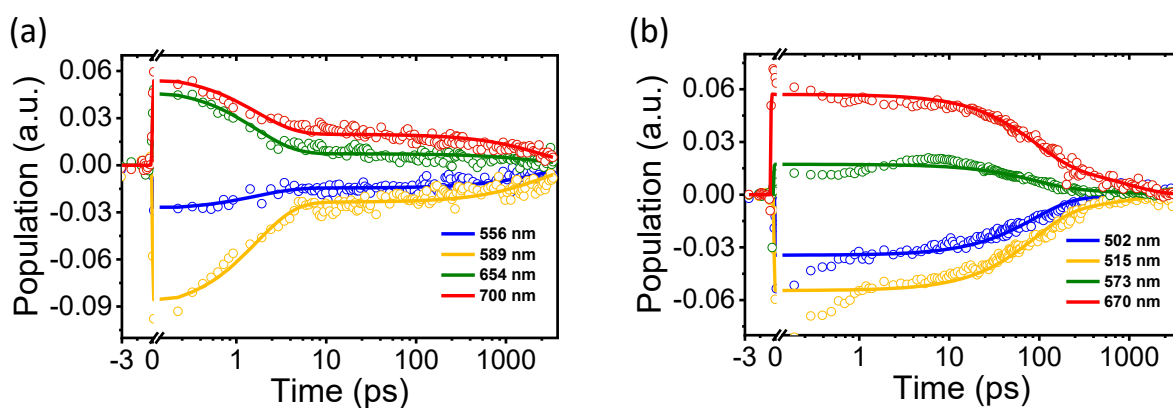 (a)
Population (a.u.)
0.06
0.03
0.00
-0.03
-0.06
-0.09
556 nm
589 nm
654 nm
700 nm
-3 0 1 10 100 1000
Time (ps)
(b)
Population (a.u.)
0.06
0.03
0.00
-0.03
-0.06
502 nm
515 nm
573 nm
670 nm
-3 0 1 10 100 1000
Time (ps)